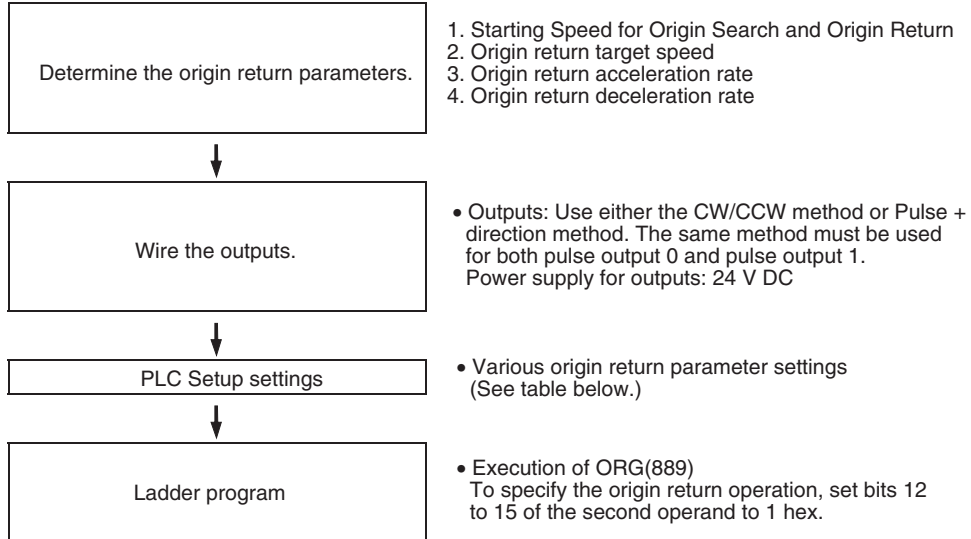 Determine the origin return parameters.
1. Starting Speed for Origin Search and Origin Return
2. Origin return target speed
3. Origin return acceleration rate
4. Origin return deceleration rate
Wire the outputs.
• Outputs: Use either the CW/CCW method or Pulse +
direction method. The same method must be used
for both pulse output 0 and pulse output 1.
Power supply for outputs: 24 V DC
PLC Setup settings
• Various origin return parameter settings
(See table below.)
Ladder program
• Execution of ORG(889)
To specify the origin return operation, set bits 12
to 15 of the second operand to 1 hex.